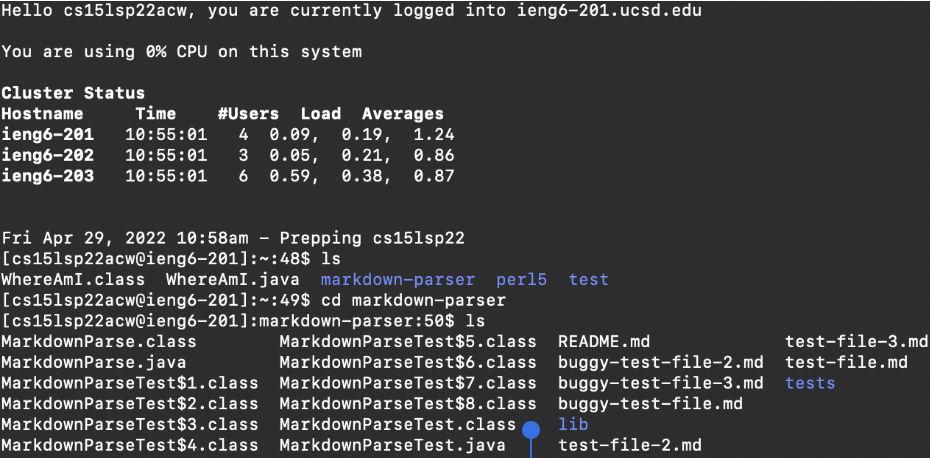 Hello cs15lsp22acw, you are currently logged into ieng6-201.ucsd.edu
You are using 0% CPU on this system
Cluster Status
Hostname     Time    #Users  Load  Averages
ieng6-201   10:55:01   4  0.09,  0.19,  1.24
ieng6-202   10:55:01   3  0.05,  0.21,  0.86
ieng6-203   10:55:01   6  0.59,  0.38,  0.87
Fri Apr 29, 2022 10:58am - Prepping cs15lsp22
[cs15lsp22acw@ieng6-201]:~:48$ ls
WhereAmI.class  WhereAmI.java  markdown-parser  perl5  test
[cs15lsp22acw@ieng6-201]:~:49$ cd markdown-parser
[cs15lsp22acw@ieng6-201]:markdown-parser:50$ ls
MarkdownParse.class        MarkdownParseTest$5.class  README.md             test-file-3.md
MarkdownParse.java         MarkdownParseTest$6.class  buggy-test-file-2.md  test-file.md
MarkdownParseTest$1.class  MarkdownParseTest$7.class  buggy-test-file-3.md  tests
MarkdownParseTest$2.class  MarkdownParseTest$8.class  buggy-test-file.md
MarkdownParseTest$3.class  MarkdownParseTest.class    lib
MarkdownParseTest$4.class  MarkdownParseTest.java     test-file-2.md